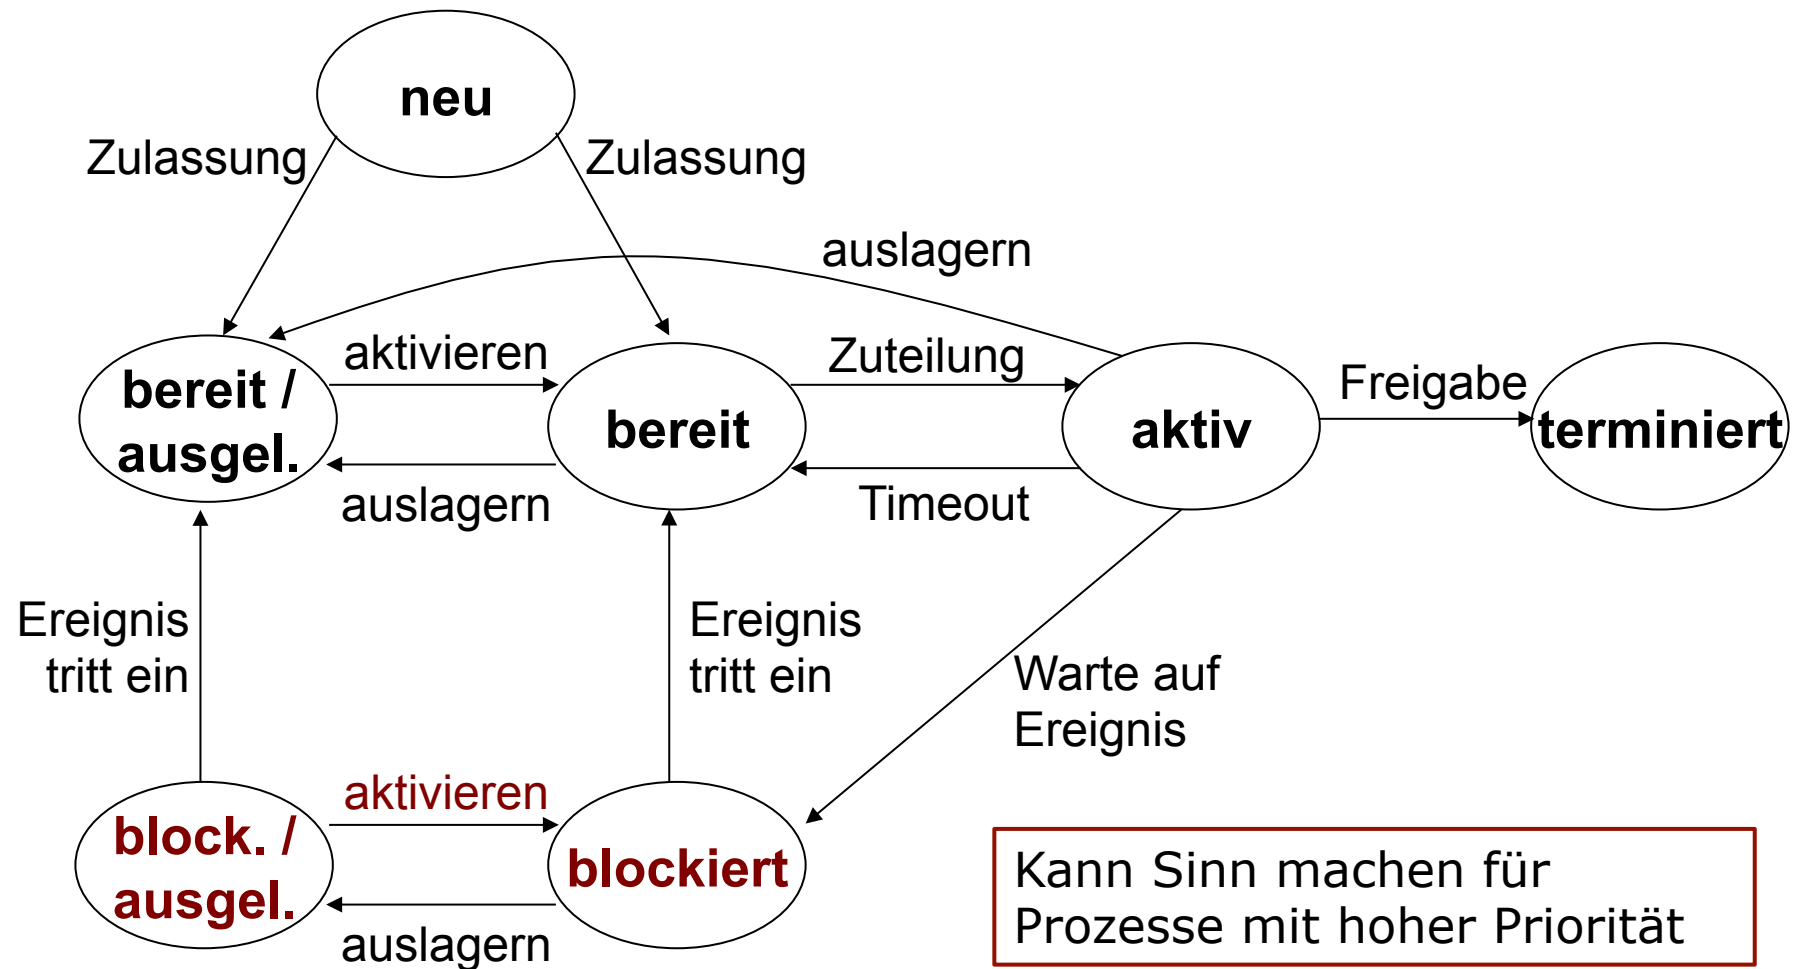 neu
Zulassung
Zulassung
auslagern
aktivieren
Zuteilung
Freigabe
bereit /
ausgel.
bereit
aktiv
terminiert
auslagern
Timeout
Ereignis
tritt ein
Ereignis
tritt ein
Warte auf
Ereignis
aktivieren
block. /
ausgel.
blockiert
auslagern
Kann Sinn machen für
Prozesse mit hoher Priorität